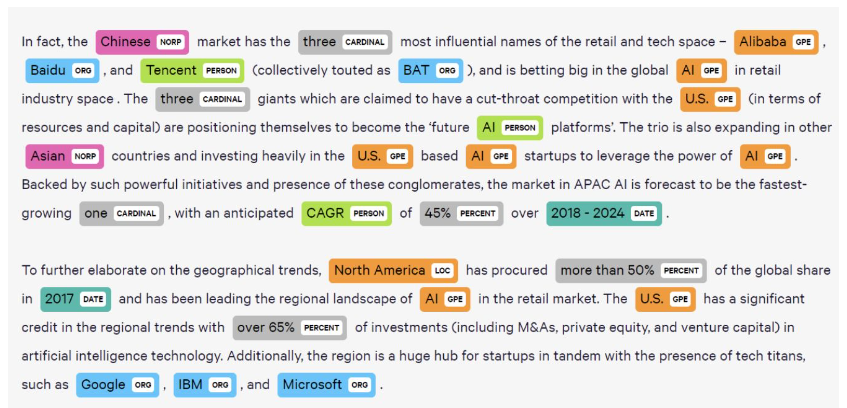 In fact, the Chinese NORP market has the three CARDINAL most influential names of the retail and tech space – Alibaba GPE ,
Baidu ORG , and Tencent PERSON (collectively touted as BAT ORG ), and is betting big in the global AI GPE in retail
industry space . The three CARDINAL giants which are claimed to have a cut-throat competition with the U.S. GPE (in terms of
resources and capital) are positioning themselves to become the ‘future AI PERSON platforms’. The trio is also expanding in other
Asian NORP countries and investing heavily in the U.S. GPE based AI GPE startups to leverage the power of AI GPE .
Backed by such powerful initiatives and presence of these conglomerates, the market in APAC AI is forecast to be the fastest-
growing one CARDINAL , with an anticipated CAGR PERSON of 45% PERCENT over 2018 - 2024 DATE .
To further elaborate on the geographical trends, North America LOC has procured more than 50% PERCENT of the global share
in 2017 DATE and has been leading the regional landscape of AI GPE in the retail market. The U.S. GPE has a significant
credit in the regional trends with over 65% PERCENT of investments (including M&As, private equity, and venture capital) in
artificial intelligence technology. Additionally, the region is a huge hub for startups in tandem with the presence of tech titans,
such as Google ORG , IBM ORG , and Microsoft ORG .